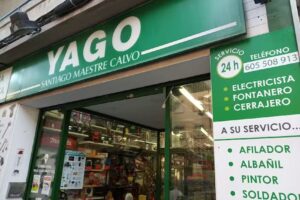 YAGO
SANTIAGO MAESTRE CALVO
SERVICIO
24 h
TELÉFONO
605 508 913
• ELECTRICISTA
• FONTANERO
• CERRAJERO
A SU SERVICIO...
• AFILADOR
• ALBAÑIL
• PINTOR
• SOLDADOR
24h